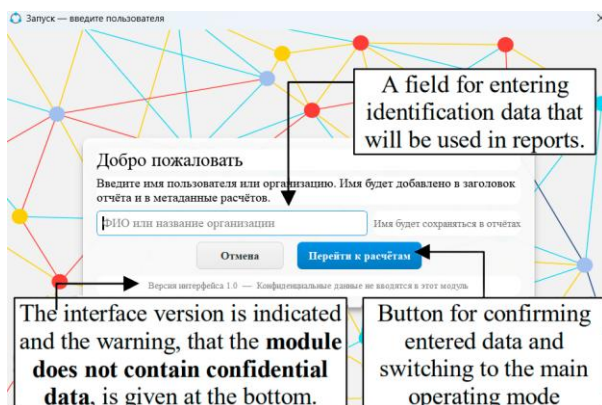 Запуск — введите пользователя
A field for entering
identification data that
will be used in reports.
Добро пожаловать
Введите имя пользователя или организацию. Имя будет добавлено в заголовок
отчёта и в метаданные расчётов.
ФИО или название организации
Имя будет сохраняться в отчётах
Отмена
Перейти к расчётам
Версия интерфейса 1.0 — Конфиденциальные данные не вводятся в этот модуль
The interface version is indicated
and the warning, that the module
does not contain confidential
data, is given at the bottom.
Button for confirming
entered data and
switching to the main
operating mode